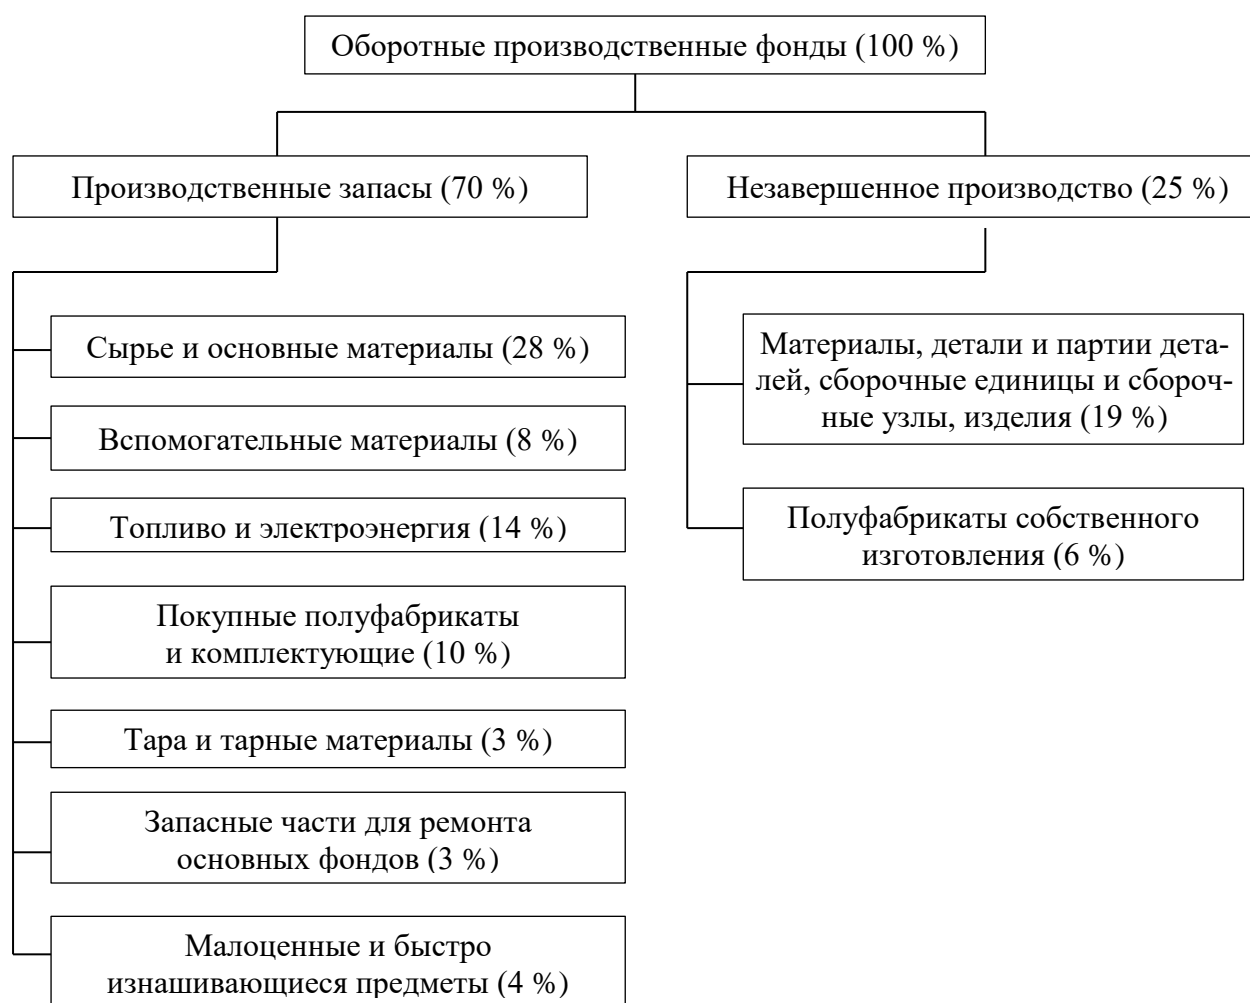 Оборотные производственные фонды (100 %)
Производственные запасы (70 %)
Незавершенное производство (25 %)
Сырье и основные материалы (28 %)
Вспомогательные материалы (8 %)
Топливо и электроэнергия (14 %)
Покупные полуфабрикаты
и комплектующие (10 %)
Тара и тарные материалы (3 %)
Запасные части для ремонта
основных фондов (3 %)
Малоценные и быстро
изнашивающиеся предметы (4 %)
Материалы, детали и партии дета-
лей, сборочные единицы и сбороч-
ные узлы, изделия (19 %)
Полуфабрикаты собственного
изготовления (6 %)